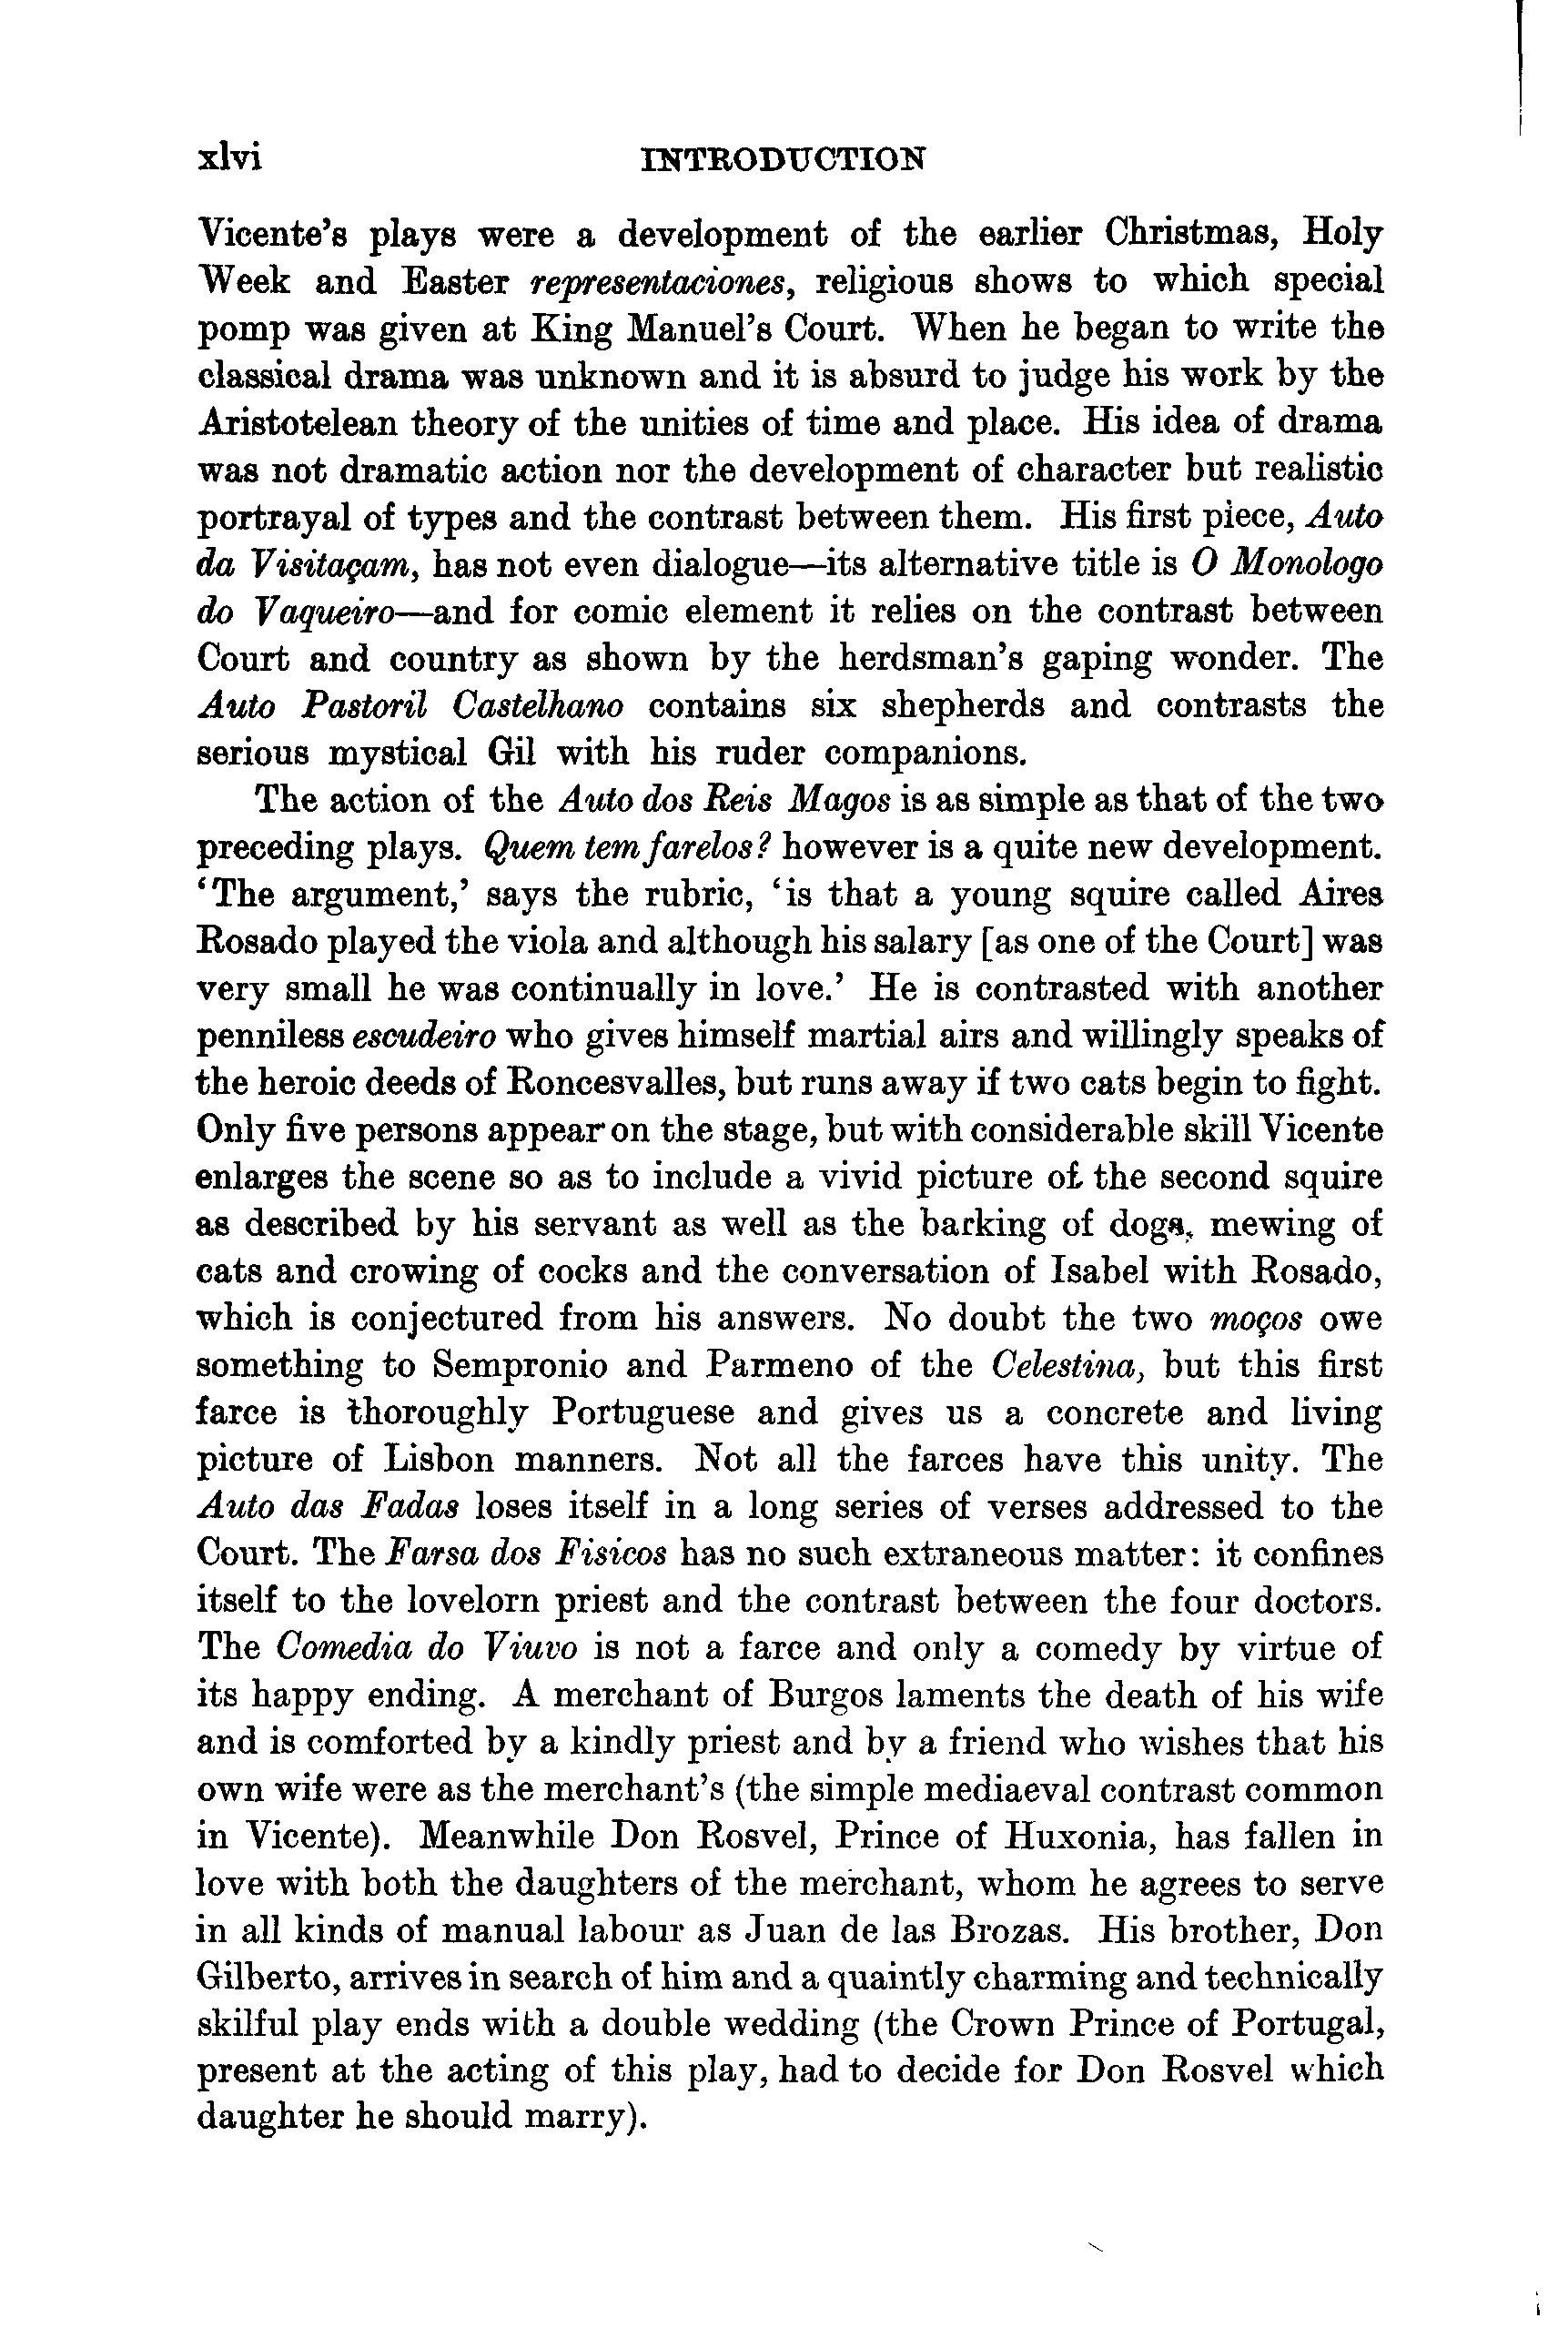 xlvi INTRODUCTION
Vicente's plays were a development of the earlier Christmas, Holy
Week and Easter representaciones, religious shows to which special
pomp was given at King Manuel's Court. When he began to write the
classical drama was unknown and it is absurd to judge his work by the
Aristotelean theory of the unities of time and place. His idea of drama
was not dramatic action nor the development of character but realistic
portrayal of types and the contrast between them. His first piece, Auto
da Visitaçam, has not even dialogue—its alternative title is O Monologo
do Vaqueiro—and for comic element it relies on the contrast between
Court and country as shown by the herdsman's gaping wonder. The
Auto Pastoril Castelhano contains six shepherds and contrasts the
serious mystical Gil with his ruder companions.
The action of the Auto dos Reis Magos is as simple as that of the two
preceding plays. Quem tem farelos? however is a quite new development.
'The argument,' says the rubric, 'is that a young squire called Aires
Rosado played the viola and although his salary [as one of the Court] was
very small he was continually in love.' He is contrasted with another
penniless escudeiro who gives himself martial airs and willingly speaks of
the heroic deeds of Roncesvalles, but runs away if two cats begin to fight.
Only five persons appear on the stage, but with considerable skill Vicente
enlarges the scene so as to include a vivid picture of the second squire
as described by his servant as well as the barking of dogs, mewing of
cats and crowing of cocks and the conversation of Isabel with Rosado,
which is conjectured from his answers. No doubt the two moços owe
something to Sempronio and Parmeno of the Celestina, but this first
farce is thoroughly Portuguese and gives us a concrete and living
picture of Lisbon manners. Not all the farces have this unity. The
Auto das Fadas loses itself in a long series of verses addressed to the
Court. The Farsa dos Fisicos has no such extraneous matter: it confines
itself to the lovelorn priest and the contrast between the four doctors.
The Comedia do Viuvo is not a farce and only a comedy by virtue of
its happy ending. A merchant of Burgos laments the death of his wife
and is comforted by a kindly priest and by a friend who wishes that his
own wife were as the merchant's (the simple mediaeval contrast common
in Vicente). Meanwhile Don Rosvel, Prince of Huxonia, has fallen in
love with both the daughters of the merchant, whom he agrees to serve
in all kinds of manual labour as Juan de las Brozas. His brother, Don
Gilberto, arrives in search of him and a quaintly charming and technically
skilful play ends with a double wedding (the Crown Prince of Portugal,
present at the acting of this play, had to decide for Don Rosvel which
daughter he should marry).